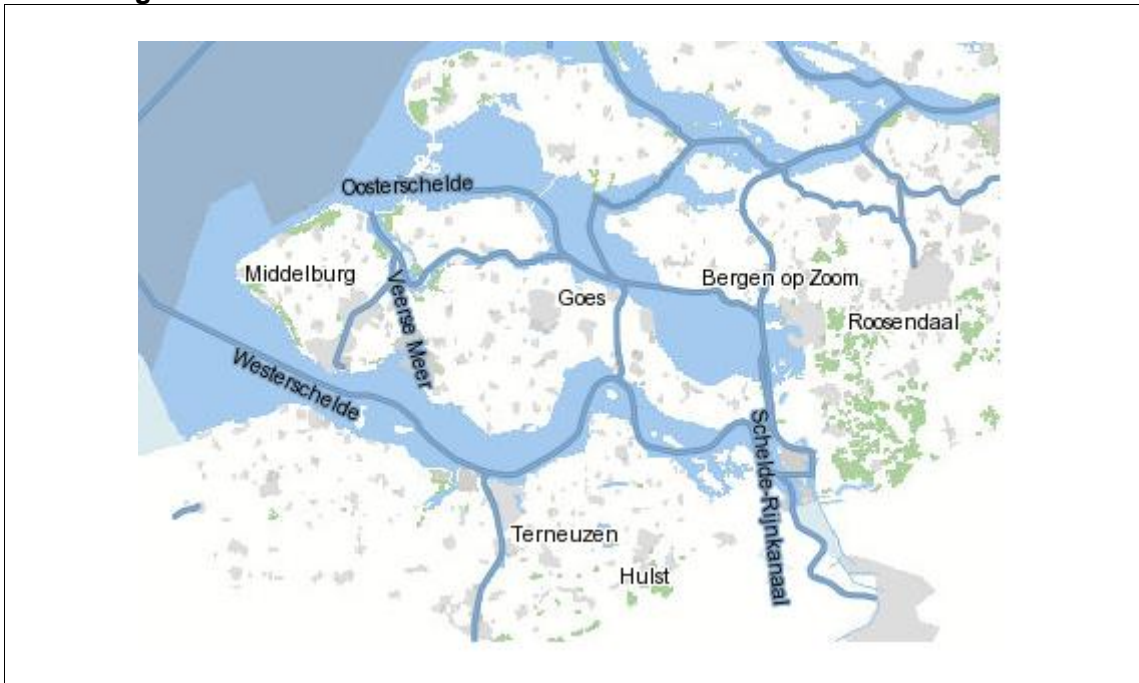 Oosterschelde
Middelburg
Veerse Meer
Goes
Bergen op Zoom
Roosendaal
Westerschelde
Schelde-Rijnkanaal
Terneuzen
Hulst